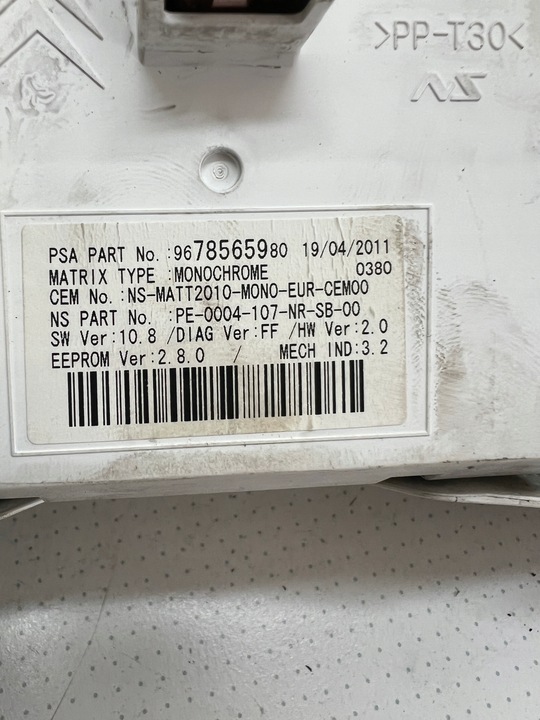 >PP-T30<
NS
PSA PART No. :9678565980 19/04/2011
MATRIX TYPE :MONOCHROME 0380
CEM No. :NS-MATT2010-MONO-EUR-CEM00
NS PART No. :PE-0004-107-NR-SB-00
SW Ver:10.8 /DIAG Ver:FF /HW Ver:2.0
EEPROM Ver:2.8.0 / MECH IND:3.2